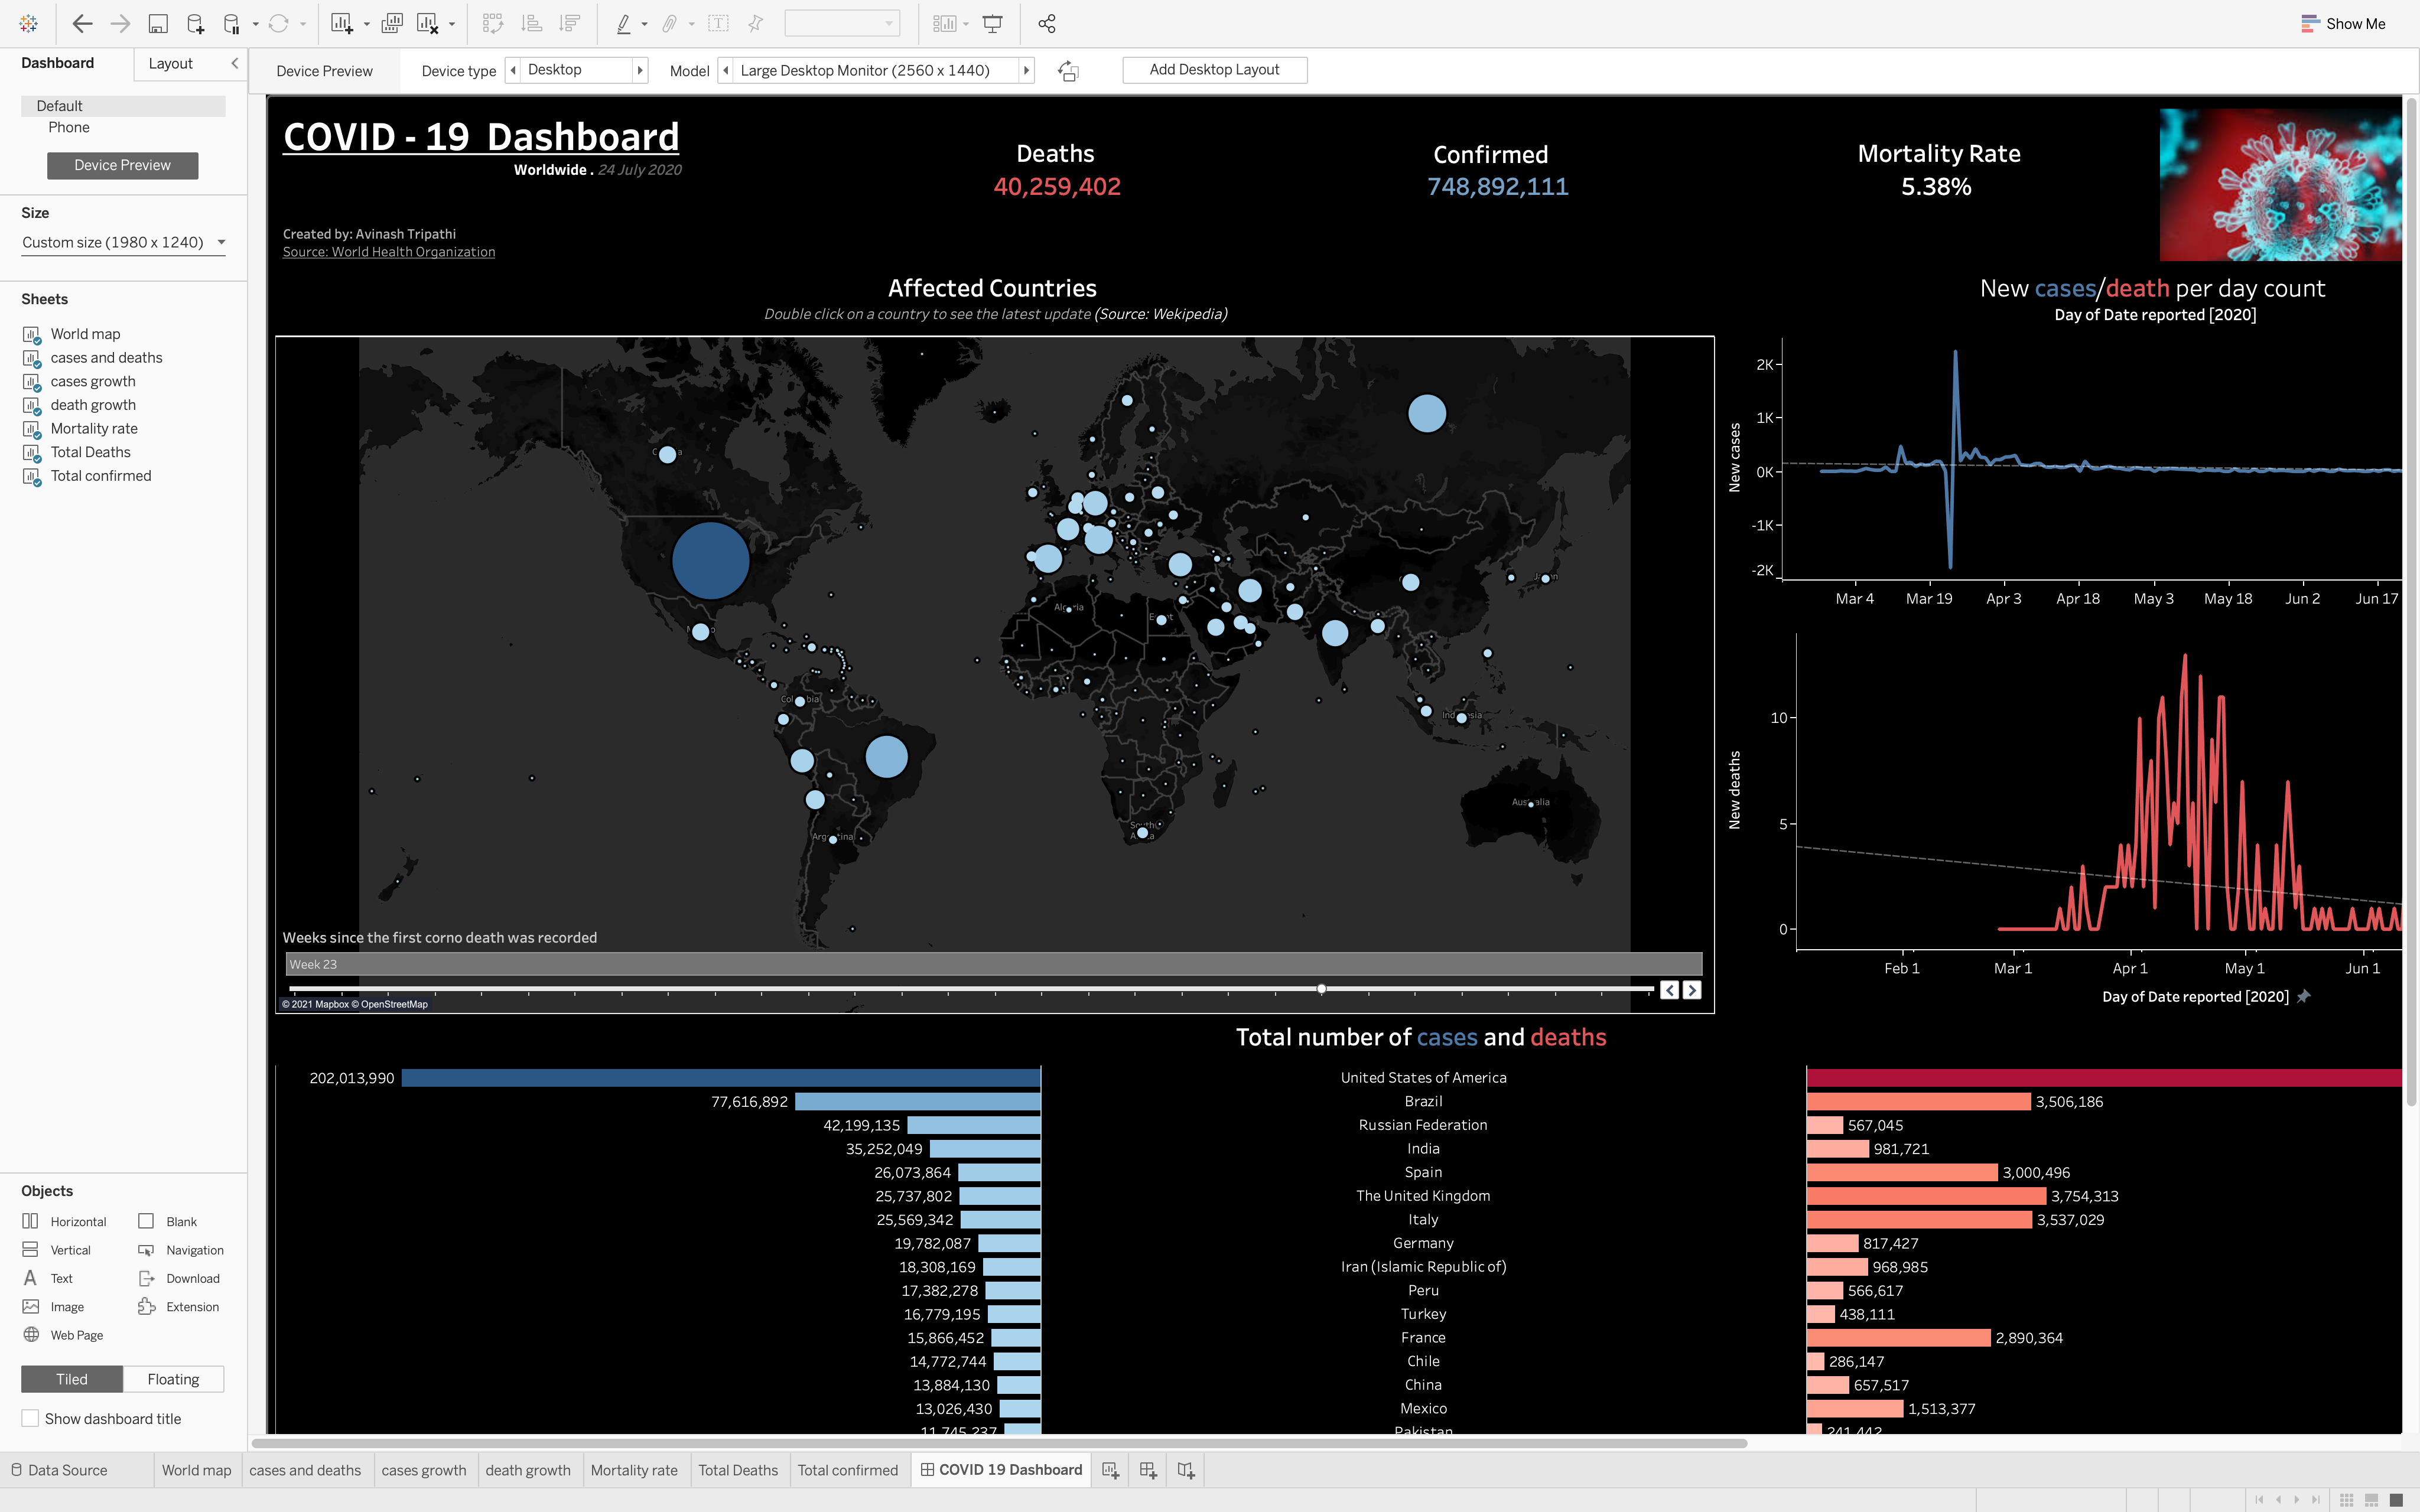 Show Me
Dashboard
Layout
Device Preview
Device type
Desktop
Model
Large Desktop Monitor (2560 x 1440)
Add Desktop Layout
Default
Phone
Device Preview
Size
Custom size (1980 x 1240)
Sheets
World map
cases and deaths
cases growth
death growth
Mortality rate
Total Deaths
Total confirmed
Objects
Horizontal
Blank
Vertical
Navigation
Text
Download
Image
Extension
Web Page
Tiled
Floating
Show dashboard title
COVID - 19 Dashboard
Worldwide . 24 July 2020
Created by: Avinash Tripathi
Source: World Health Organization
Deaths
40,259,402
Confirmed
748,892,111
Mortality Rate
5.38%
Affected Countries
Double click on a country to see the latest update (Source: Wekipedia)
Weeks since the first corno death was recorded
Week 23
© 2021 Mapbox © OpenStreetMap
New cases/death per day count
Day of Date reported [2020]
New cases
2K
1K
0K
-1K
-2K
Mar 4 Mar 19 Apr 3 Apr 18 May 3 May 18 Jun 2 Jun 17
New deaths
10
5
0
Feb 1 Mar 1 Apr 1 May 1 Jun 1
Day of Date reported [2020]
Total number of cases and deaths
202,013,990 United States of America
77,616,892 Brazil 3,506,186
42,199,135 Russian Federation 567,045
35,252,049 India 981,721
26,073,864 Spain 3,000,496
25,737,802 The United Kingdom 3,754,313
25,569,342 Italy 3,537,029
19,782,087 Germany 817,427
18,308,169 Iran (Islamic Republic of) 968,985
17,382,278 Peru 566,617
16,779,195 Turkey 438,111
15,866,452 France 2,890,364
14,772,744 Chile 286,147
13,884,130 China 657,517
13,026,430 Mexico 1,513,377
11,745,237 Pakistan 241,442
Data Source
World map
cases and deaths
cases growth
death growth
Mortality rate
Total Deaths
Total confirmed
COVID 19 Dashboard